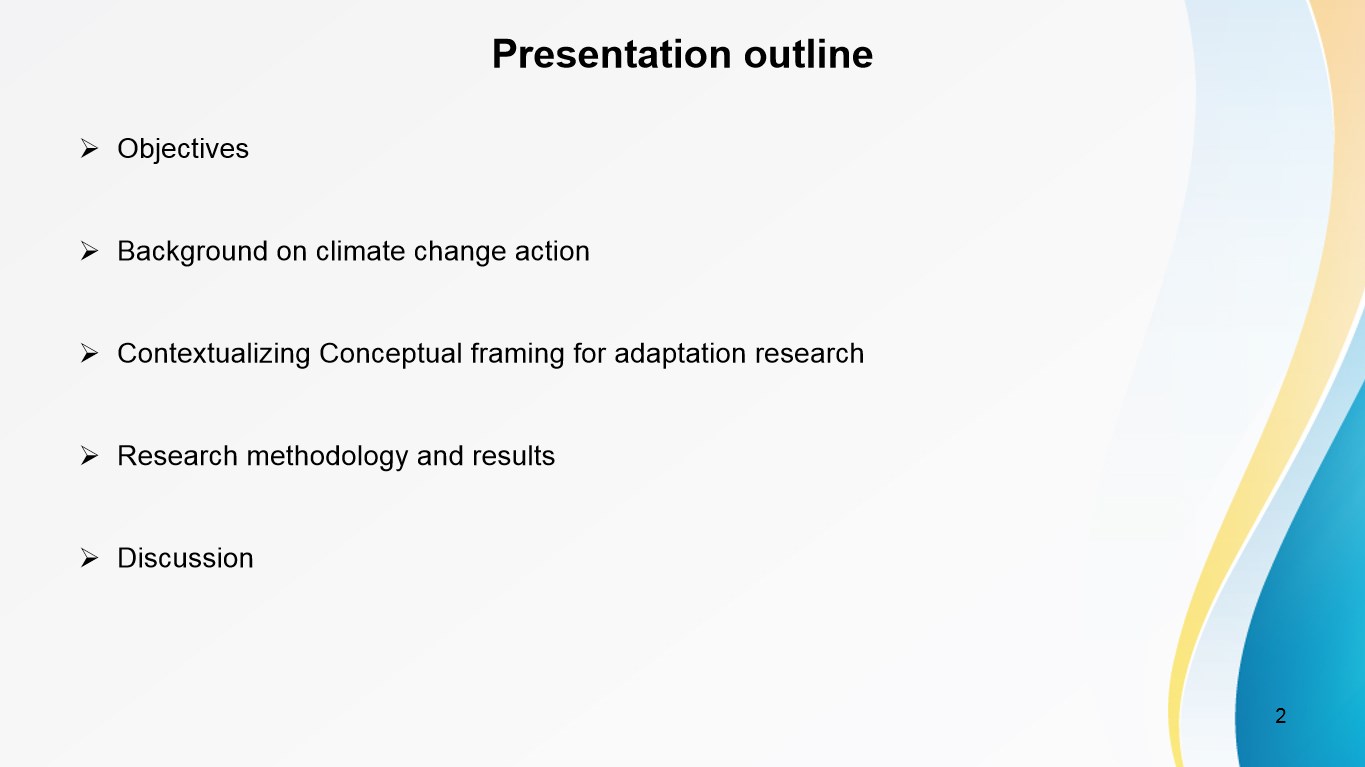 Presentation outline
➢ Objectives
➢ Background on climate change action
➢ Contextualizing Conceptual framing for adaptation research
➢ Research methodology and results
➢ Discussion
2